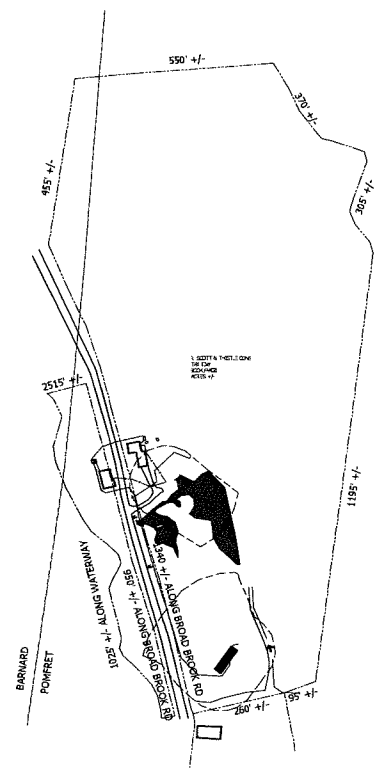 550' +/-
370' +/-
455' +/-
305' +/-
2515' +/-
1195' +/-
340 +/- ALONG BROAD BROOK RD
950 +/- ALONG BROAD BROOK RD
1025' +/- ALONG WATERWAY
BARNARD
POMFRET
260' +/-
95' +/-